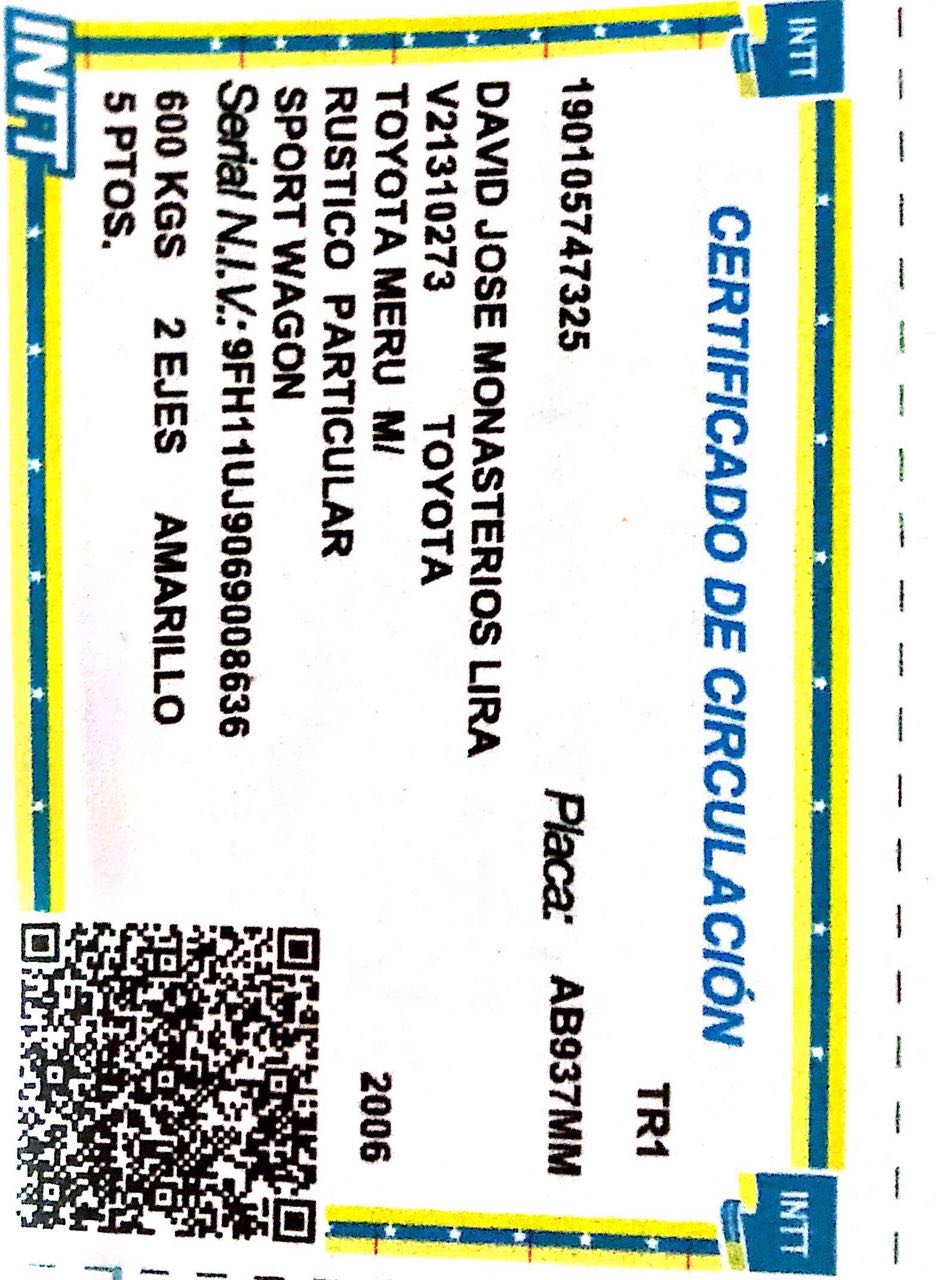 INTT
INTT
CERTIFICADO DE CIRCULACIÓN
TR1
190105747325 Placa: AB937MM
DAVID JOSE MONASTERIOS LIRA
V21310273 TOYOTA
TOYOTA MERU M/ 2006
RUSTICO PARTICULAR
SPORT WAGON
Serial N.I.V.: 9FH11UJ9069008636
600 KGS 2 EJES AMARILLO
5 PTOS.
INTT